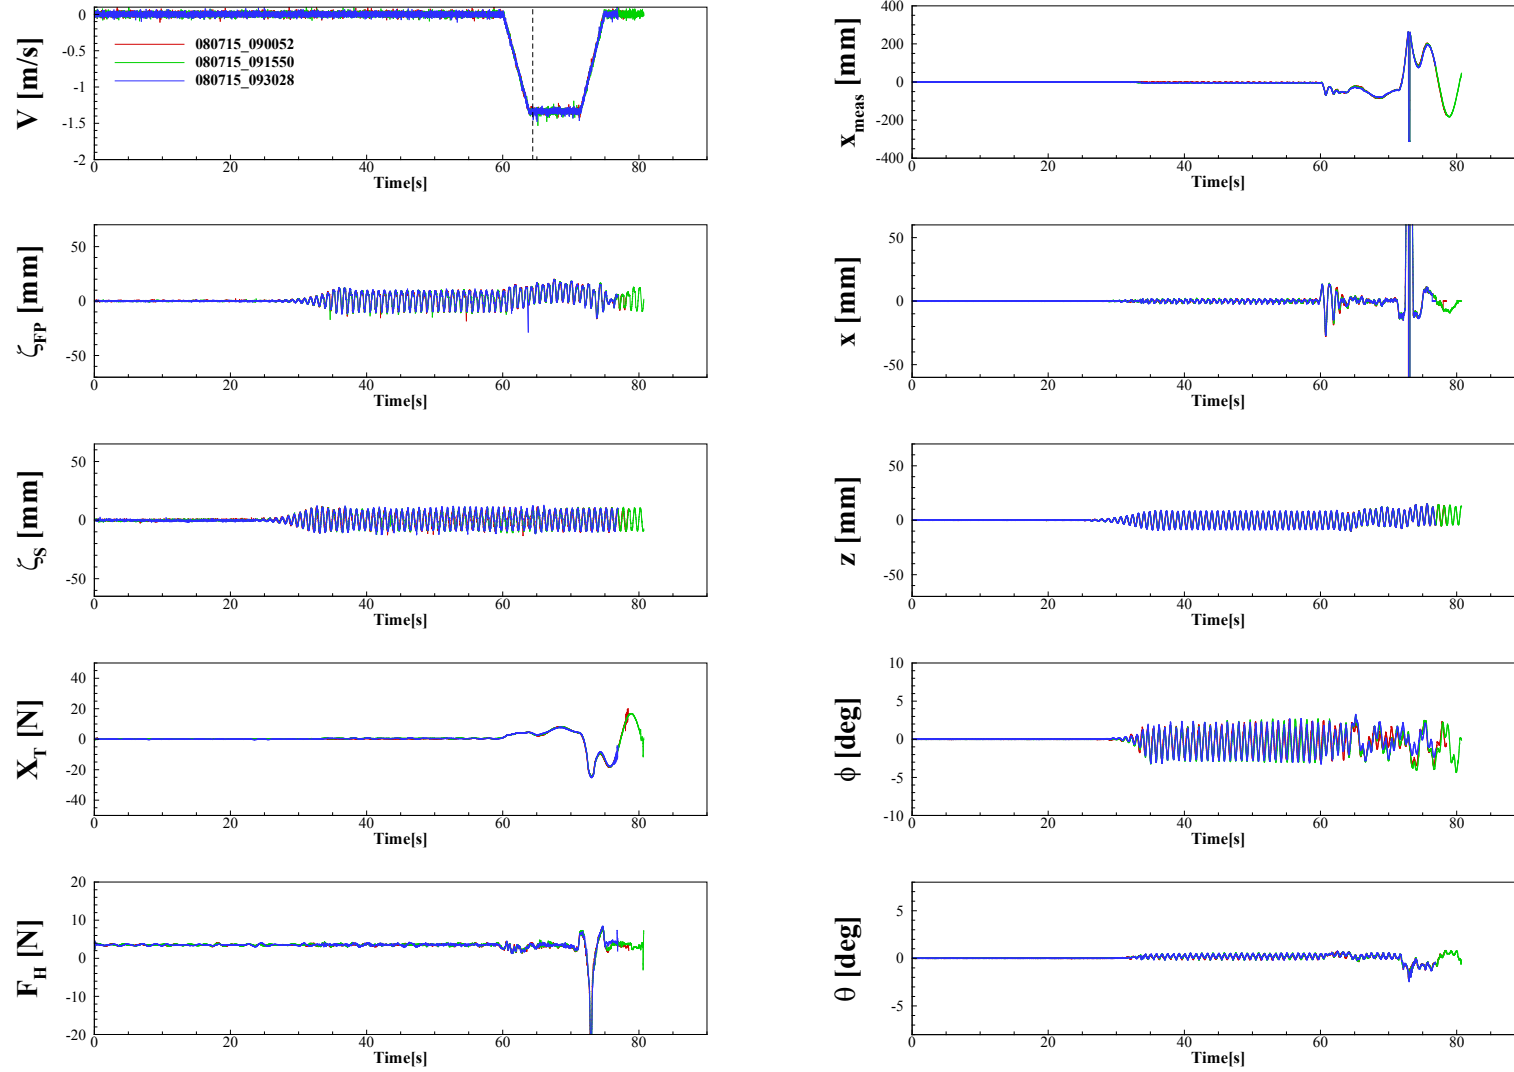 V [m/s]
0
-0.5
-1
-1.5
-2
080715_090052
080715_091550
080715_093028
0 20 40 60 80
Time[s]
x_meas [mm]
400
200
0
-200
-400
0 20 40 60 80
Time[s]
ζ_FP [mm]
50
0
-50
0 20 40 60 80
Time[s]
x [mm]
50
0
-50
0 20 40 60 80
Time[s]
ζ_S [mm]
50
0
-50
0 20 40 60 80
Time[s]
z [mm]
50
0
-50
0 20 40 60 80
Time[s]
X_T [N]
40
20
0
-20
-40
0 20 40 60 80
Time[s]
ϕ [deg]
10
5
0
-5
-10
0 20 40 60 80
Time[s]
F_H [N]
20
10
0
-10
-20
0 20 40 60 80
Time[s]
θ [deg]
5
0
-5
0 20 40 60 80
Time[s]